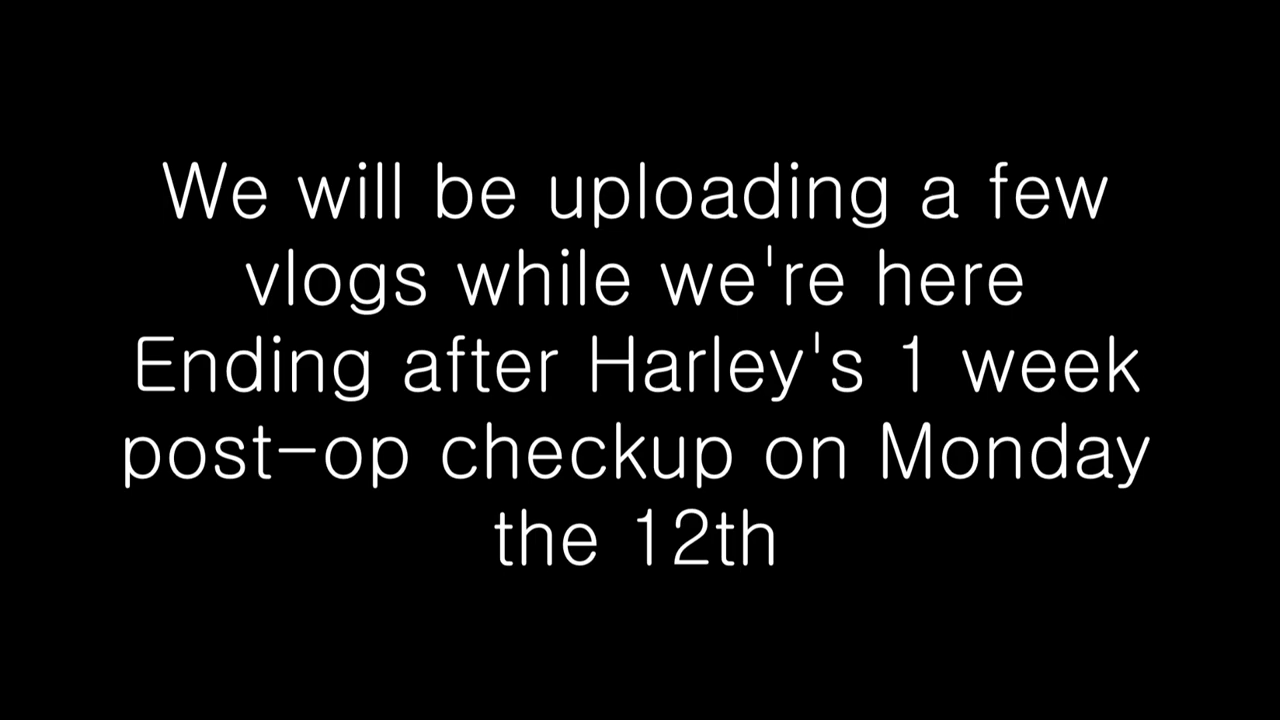 We will be uploading a few
vlogs while we're here
Ending after Harley's 1 week
post-op checkup on Monday
the 12th